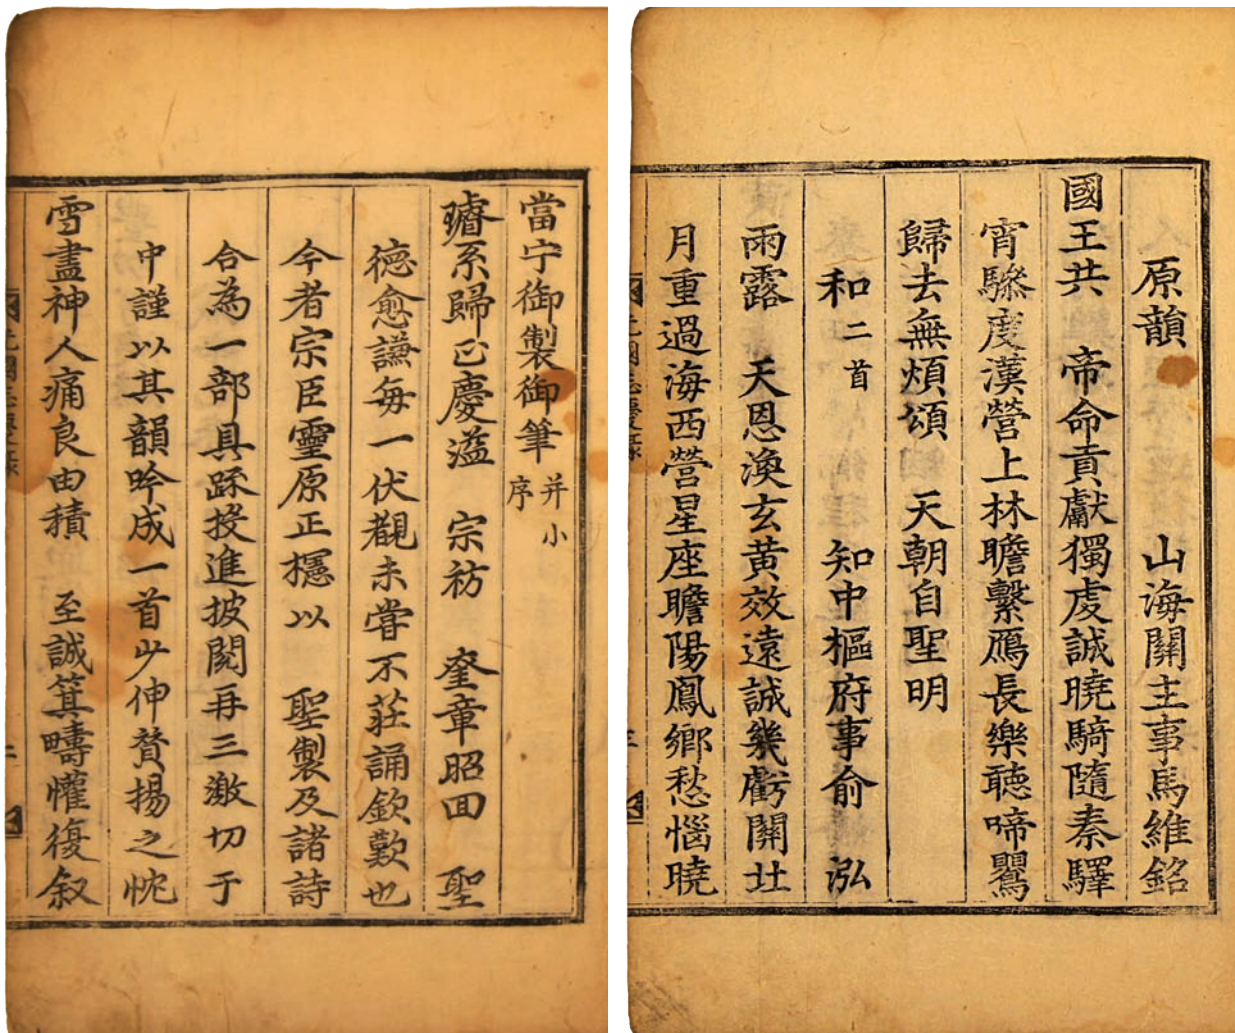 當宁御製御筆并小序
璿系歸正慶溢 宗祊 奎章昭回 聖
德愈謙每一伏覩未嘗不莊誦欽歎也
今者宗臣靈原正櫶以 聖製及諸詩
合為一部具疏投進披閱再三激切于
中謹以其韻吟成一首少伸贊揚之忱
雪盡神人痛良由積 至誠箕疇懽復叙
原韻 山海關主事馬維銘
國王共 帝命貢獻獨虔誠曉騎隨秦驛
宵驂度漢營上林瞻繫鴈長樂聽啼鸎
歸去無煩頌 天朝自聖明
和二首 知中樞府事俞泓
雨露 天恩渙玄黃效遠誠幾虧關北
月重過海西營星座瞻陽鳳鄉愁惱曉